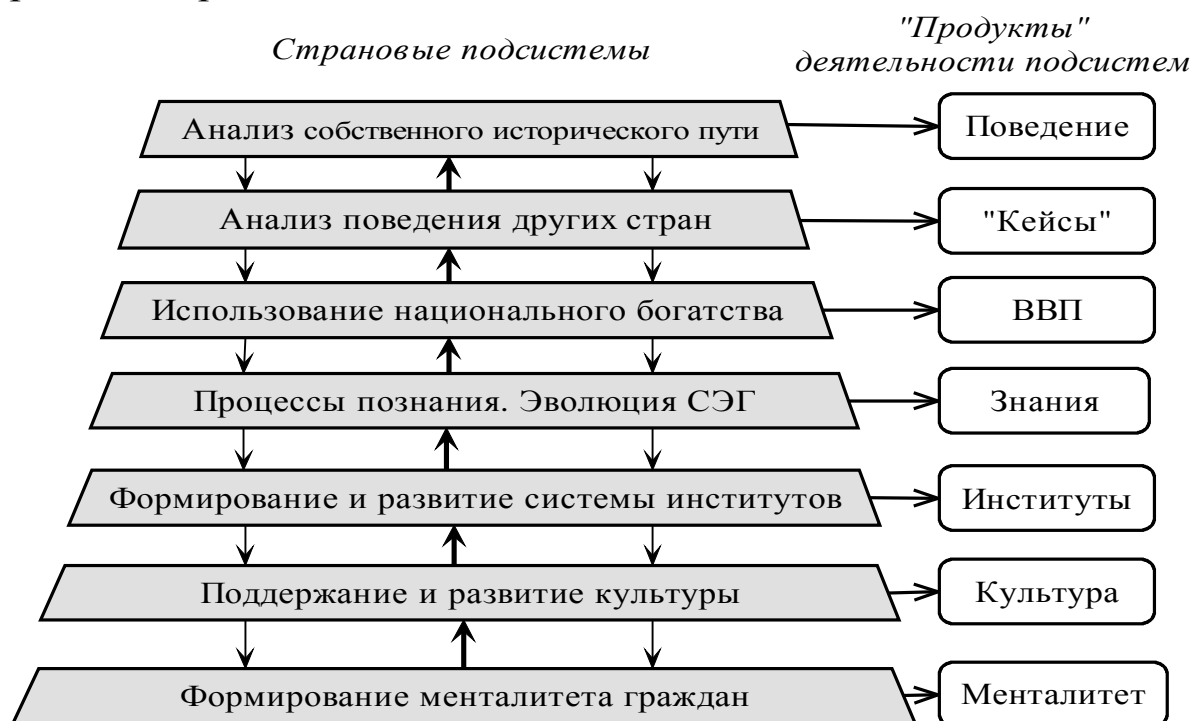 Страновые подсистемы
"Продукты"
деятельности подсистем
Анализ собственного исторического пути
Поведение
Анализ поведения других стран
"Кейсы"
Использование национального богатства
ВВП
Процессы познания. Эволюция СЭГ
Знания
Формирование и развитие системы институтов
Институты
Поддержание и развитие культуры
Культура
Формирование менталитета граждан
Менталитет